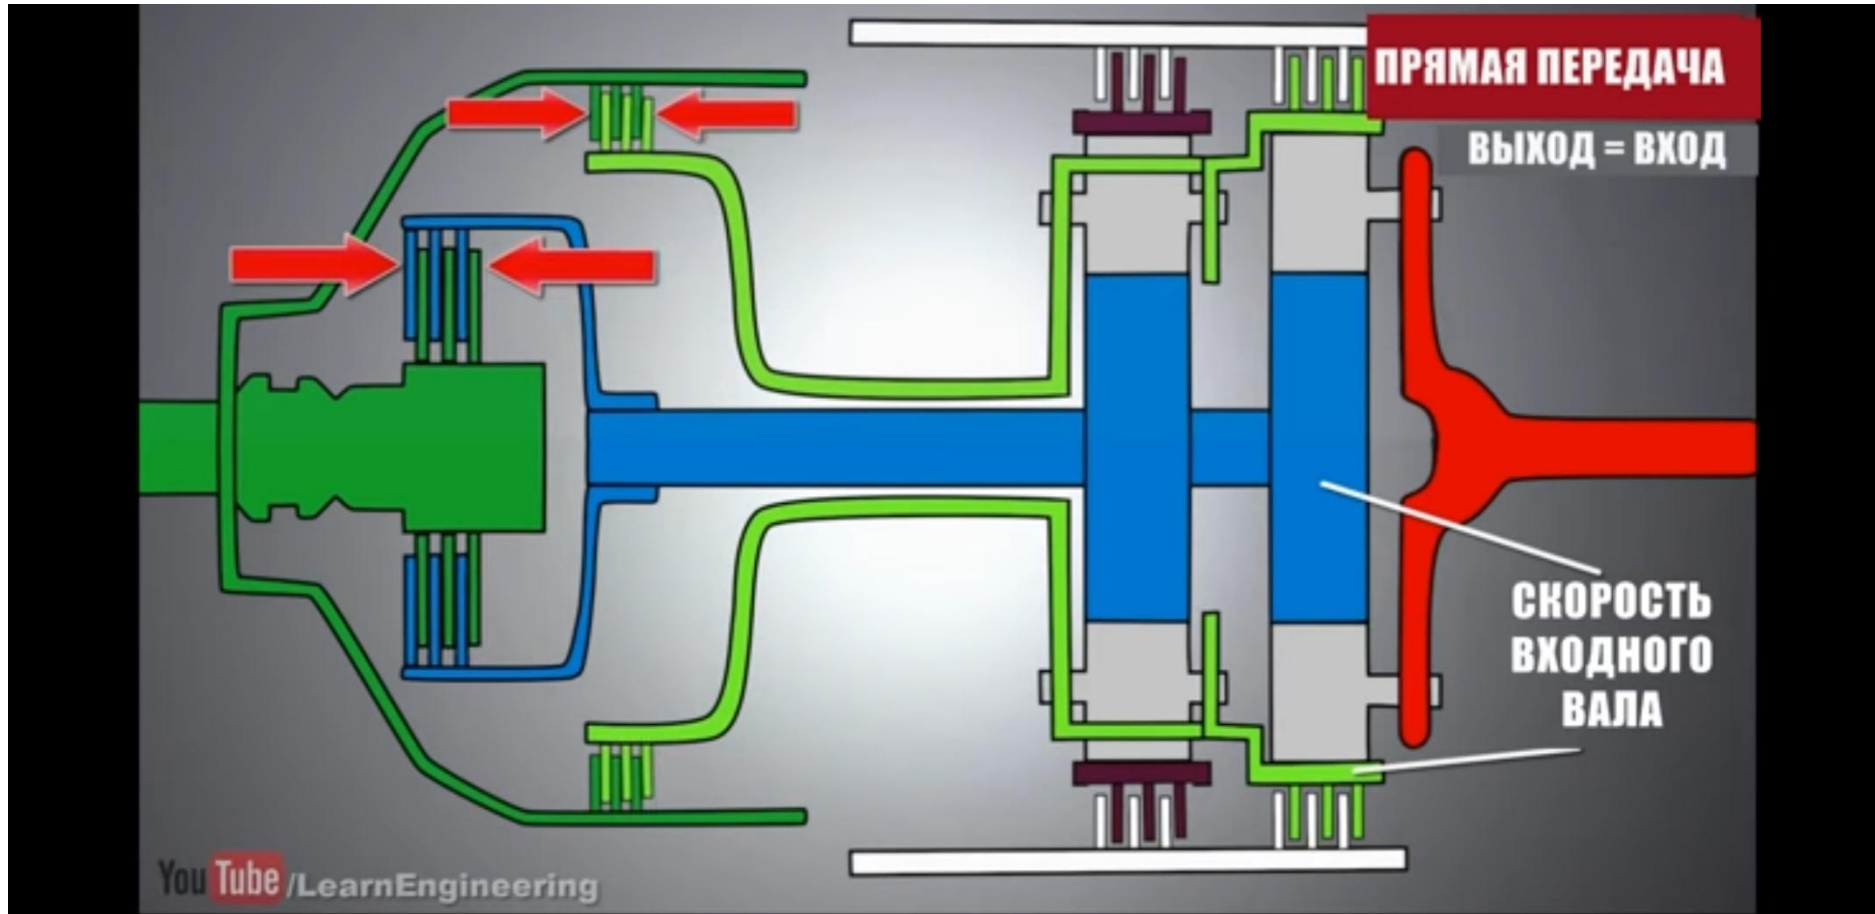 ПРЯМАЯ ПЕРЕДАЧА
ВЫХОД = ВХОД
СКОРОСТЬ
ВХОДНОГО
ВАЛА
YouTube/LearnEngineering